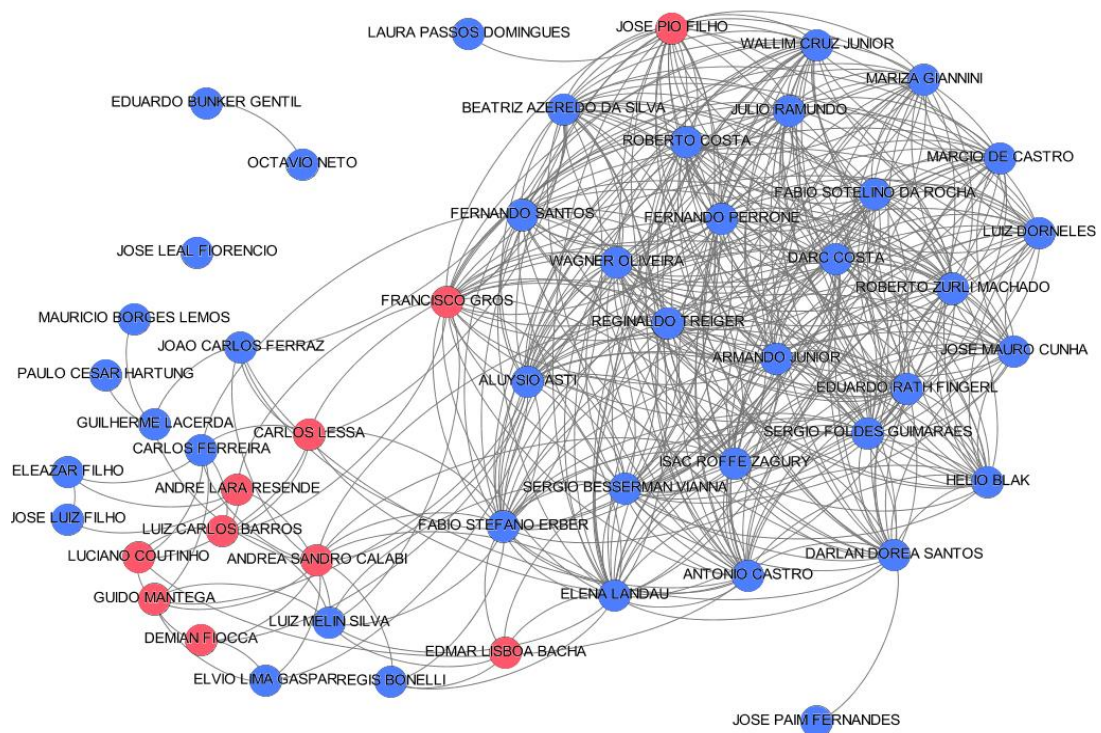 JOSE PIO FILHO
LAURA PASSOS DOMINGUES
WALLIM CRUZ JUNIOR
MARIZA GIANNINI
EDUARDO BUNKER GENTIL
BEATRIZ AZEREDO DA SILVA
JULIO RAMUNDO
ROBERTO COSTA
MARCIO DE CASTRO
OCTAVIO NETO
FABIO SOTELINO DA ROCHA
FERNANDO SANTOS
FERNANDO PERRONE
LUIZ DORNELES
JOSE LEAL FIORENCIO
WAGNER OLIVEIRA
DARC COSTA
ROBERTO ZURLI MACHADO
FRANCISCO GROS
MAURICIO BORGES LEMOS
REGINALDO TREIGER
JOAO CARLOS FERRAZ
JOSE MAURO CUNHA
ARMANDO JUNIOR
PAULO CESAR HARTUNG
ALUYSIO ASTI
EDUARDO RATH FINGERL
GUILHERME LACERDA
CARLOS LESSA
SERGIO FOLDES GUIMARAES
CARLOS FERREIRA
ISAC ROFFE ZAGURY
ELEAZAR FILHO
HELIO BLAK
ANDRE LARA RESENDE
SERGIO BESSERMAN VIANNA
JOSE LUIZ FILHO
LUIZ CARLOS BARROS
FABIO STEFANO ERBER
LUCIANO COUTINHO
ANDREA SANDRO CALABI
DARLAN DOREA SANTOS
ANTONIO CASTRO
GUIDO MANTEGA
ELENA LANDAU
LUIZ MELIN SILVA
DEMIAN FIOCCA
EDMAR LISBOA BACHA
ELVIO LIMA GASPAR
REGIS BONELLI
JOSE PAIM FERNANDES